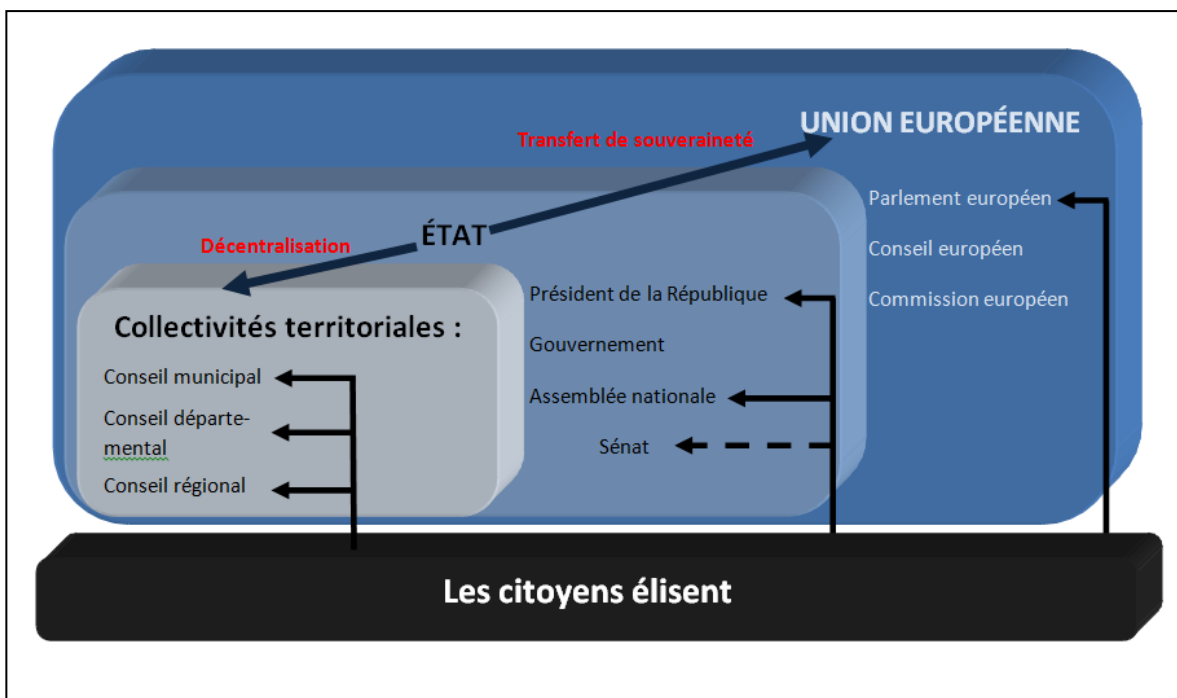 UNION EUROPÉENNE
Transfert de souveraineté
Parlement européen
Conseil européen
Commission européen
ÉTAT
Décentralisation
Président de la République
Gouvernement
Assemblée nationale
Sénat
Collectivités territoriales :
Conseil municipal
Conseil départe-
mental
Conseil régional
Les citoyens élisent